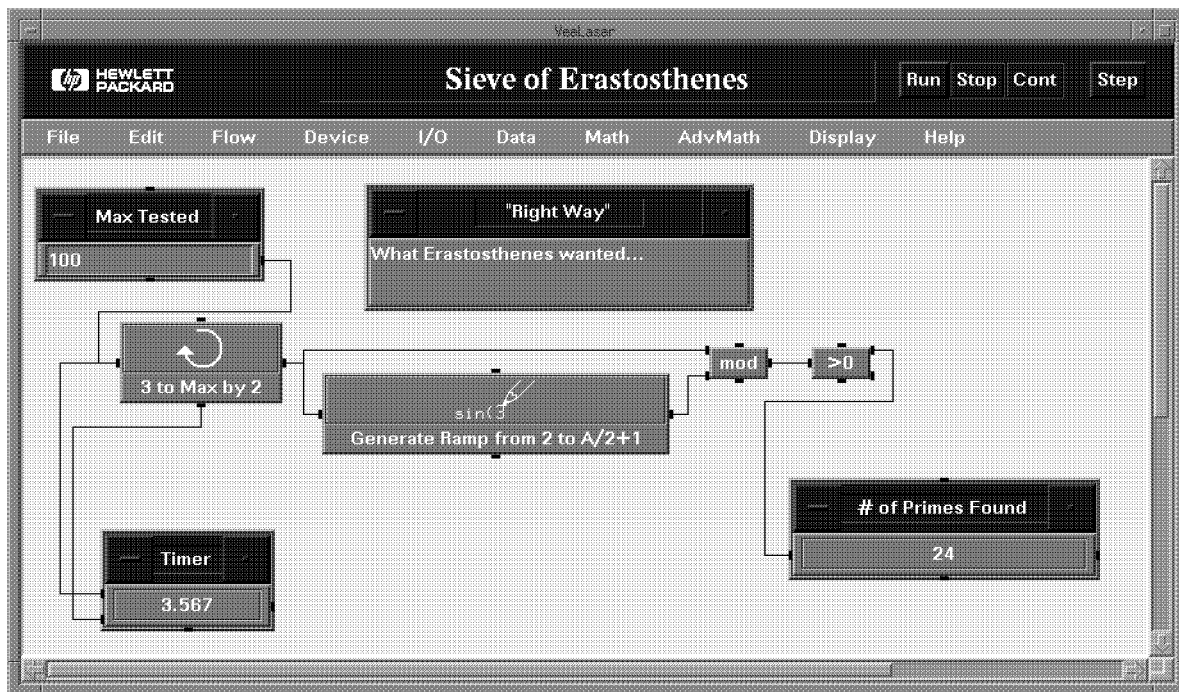 VeeLaser
hp HEWLETT PACKARD
Sieve of Erastosthenes
Run Stop Cont Step
File Edit Flow Device I/O Data Math AdvMath Display Help
Max Tested
100
"Right Way"
What Erastosthenes wanted...
3 to Max by 2
sin(3
Generate Ramp from 2 to A/2+1
mod
>0
# of Primes Found
24
Timer
3.567